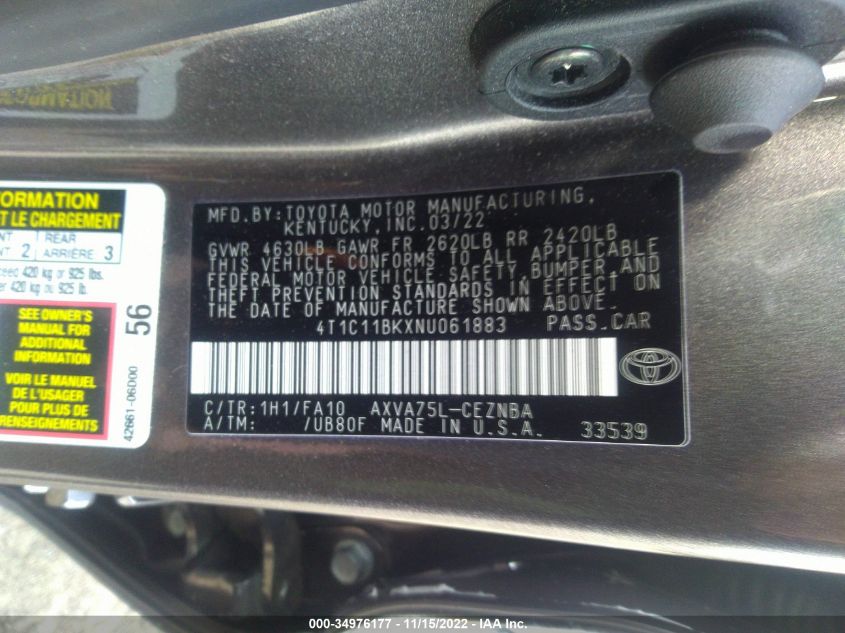 MFD. BY: TOYOTA MOTOR MANUFACTURING,
KENTUCKY, INC. 03/22
GVWR 4630LB GAWR FR 2620LB RR 2420LB
THIS VEHICLE CONFORMS TO ALL APPLICABLE
FEDERAL MOTOR VEHICLE SAFETY, BUMPER, AND
THEFT PREVENTION STANDARDS IN EFFECT ON
THE DATE OF MANUFACTURE SHOWN ABOVE.
4T1C11BKXNU061883 PASS. CAR
C/TR: 1H1/FA10 AXVA75L-CEZNBA
A/TM: /UB80F MADE IN U.S.A. 33539
FORMATION
LE CHARGEMENT
2
REAR
ARRIÈRE 3
420 kg or 925 lbs.
420 kg ou 925 lb.
SEE OWNER'S
MANUAL FOR
ADDITIONAL
INFORMATION
VOIR LE MANUEL
DE L'USAGER
POUR PLUS DE
RENSEIGNEMENTS
56
42661-06D00
000-34976177 - 11/15/2022 - IAA Inc.